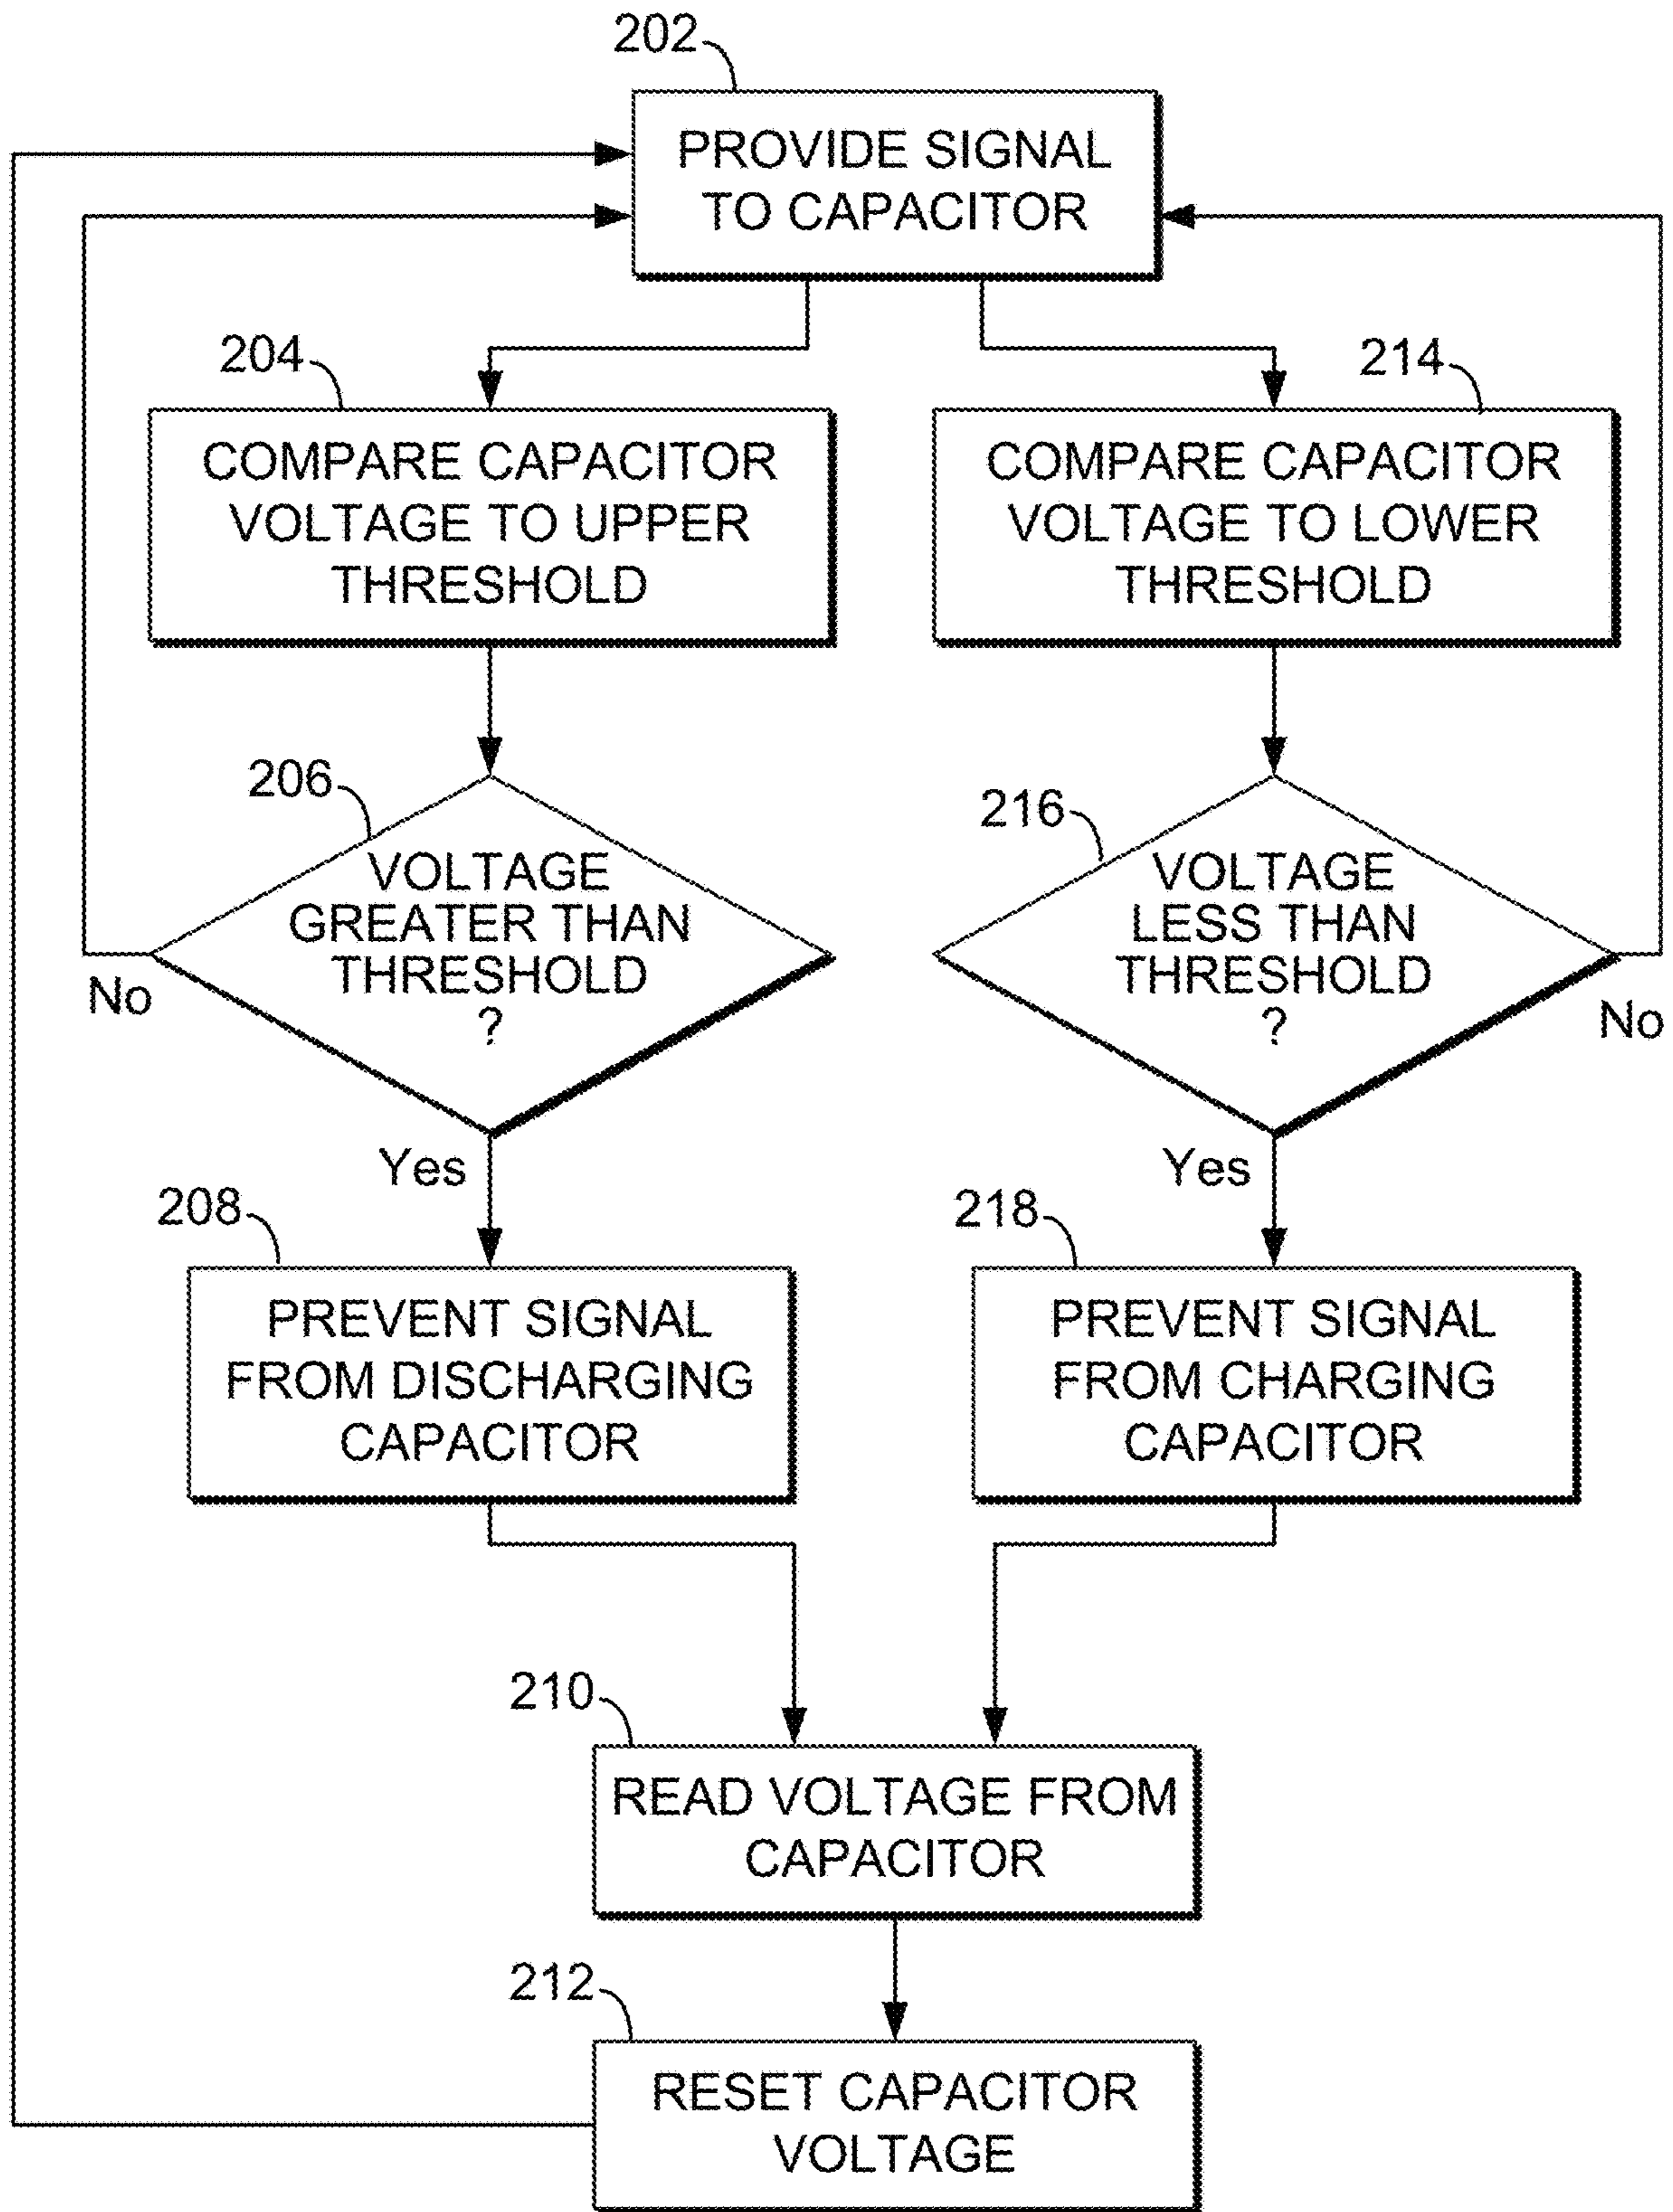 202
PROVIDE SIGNAL
TO CAPACITOR
204
COMPARE CAPACITOR
VOLTAGE TO UPPER
THRESHOLD
214
COMPARE CAPACITOR
VOLTAGE TO LOWER
THRESHOLD
206
VOLTAGE
GREATER THAN
THRESHOLD
?
No
Yes
216
VOLTAGE
LESS THAN
THRESHOLD
?
No
Yes
208
PREVENT SIGNAL
FROM DISCHARGING
CAPACITOR
218
PREVENT SIGNAL
FROM CHARGING
CAPACITOR
210
READ VOLTAGE FROM
CAPACITOR
212
RESET CAPACITOR
VOLTAGE